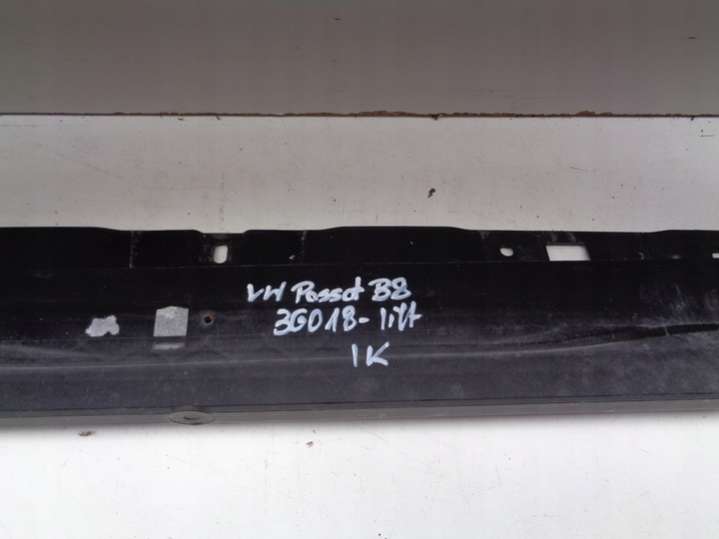 VW Passat B8
3G018-lift
1K